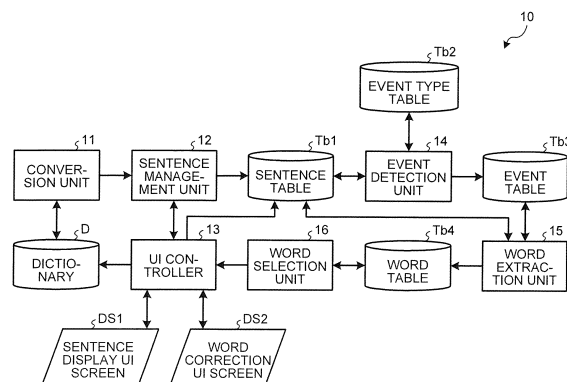 10
Tb2
EVENT TYPE
TABLE
11
CONVER-
SION UNIT
12
SENTENCE
MANAGE-
MENT UNIT
Tb1
SENTENCE
TABLE
14
EVENT
DETECTION
UNIT
Tb3
EVENT
TABLE
D
DICTIO-
NARY
13
UI CON-
TROLLER
16
WORD
SELECTION
UNIT
Tb4
WORD
TABLE
15
WORD
EXTRAC-
TION UNIT
DS1
SENTENCE
DISPLAY UI
SCREEN
DS2
WORD
CORRECTION
UI SCREEN